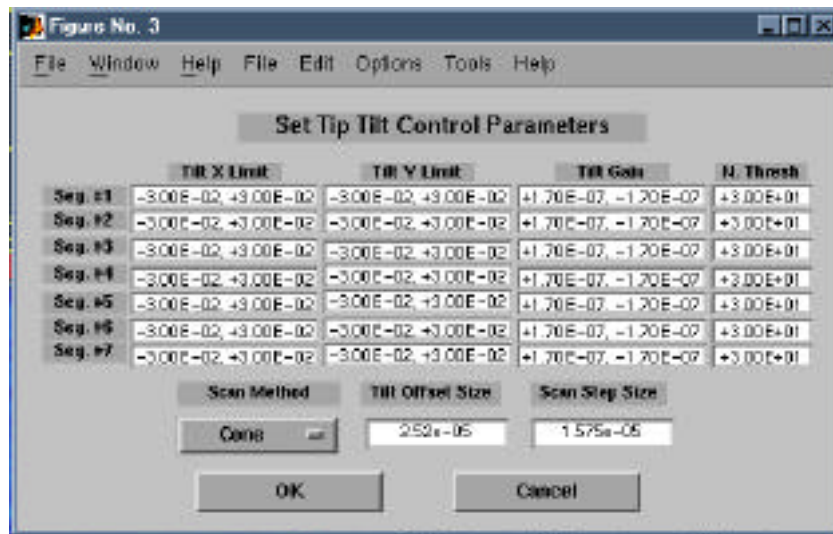 Figure No. 3
File Window Help File Edit Options Tools Help
Set Tip Tilt Control Parameters
Tilt X Limit Tilt Y Limit Tilt Gain N. Thresh
Seg. #1 -3.00E-02, +3.00E-02 -3.00E-02, +3.00E-02 +1.70E-07, -1.70E-07 +3.00E+01
Seg. #2 -3.00E-02, +3.00E-02 -3.00E-02, +3.00E-02 +1.70E-07, -1.70E-07 +3.00E+01
Seg. #3 -3.00E-02, +3.00E-02 -3.00E-02, +3.00E-02 +1.70E-07, -1.70E-07 +3.00E+01
Seg. #4 -3.00E-02, +3.00E-02 -3.00E-02, +3.00E-02 +1.70E-07, -1.70E-07 +3.00E+01
Seg. #5 -3.00E-02, +3.00E-02 -3.00E-02, +3.00E-02 +1.70E-07, -1.70E-07 +3.00E+01
Seg. #6 -3.00E-02, +3.00E-02 -3.00E-02, +3.00E-02 +1.70E-07, -1.70E-07 +3.00E+01
Seg. #7 -3.00E-02, +3.00E-02 -3.00E-02, +3.00E-02 +1.70E-07, -1.70E-07 +3.00E+01
Scan Method Tilt Offset Size Scan Step Size
Cone 2.52e-05 1.575e-05
OK Cancel